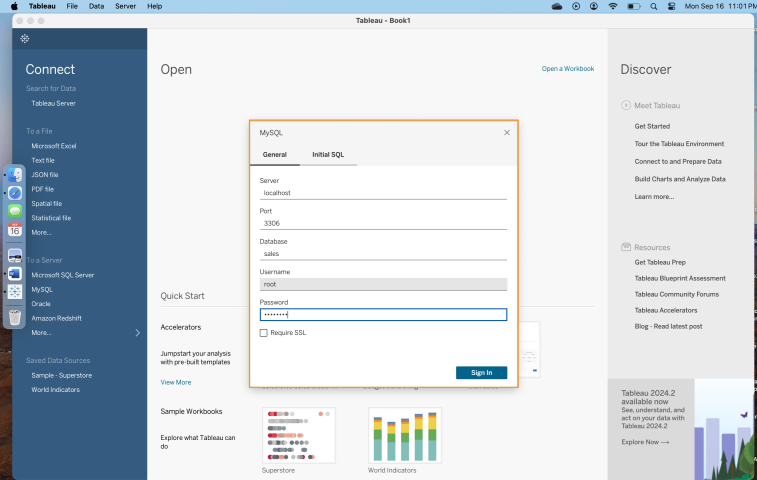 Tableau File Data Server Help
Mon Sep 16 11:01 PM
Tableau - Book1
Connect
Search for Data
Tableau Server
To a File
Microsoft Excel
Text file
JSON file
PDF file
Spatial file
Statistical file
More...
16
To a Server
Microsoft SQL Server
MySQL
Oracle
Amazon Redshift
More...
Saved Data Sources
Sample - Superstore
World Indicators
Open
Open a Workbook
MySQL
General
Initial SQL
Server
localhost
Port
3306
Database
sales
Username
root
Password
••••••••
Require SSL
Sign In
Quick Start
Accelerators
Jumpstart your analysis
with pre-built templates
View More
Sample Workbooks
Explore what Tableau can
do
Superstore
World Indicators
Discover
Meet Tableau
Get Started
Tour the Tableau Environment
Connect to and Prepare Data
Build Charts and Analyze Data
Learn more...
Resources
Get Tableau Prep
Tableau Blueprint Assessment
Tableau Community Forums
Tableau Accelerators
Blog - Read latest post
Tableau 2024.2
available now
See, understand, and
act on your data with
Tableau 2024.2
Explore Now →